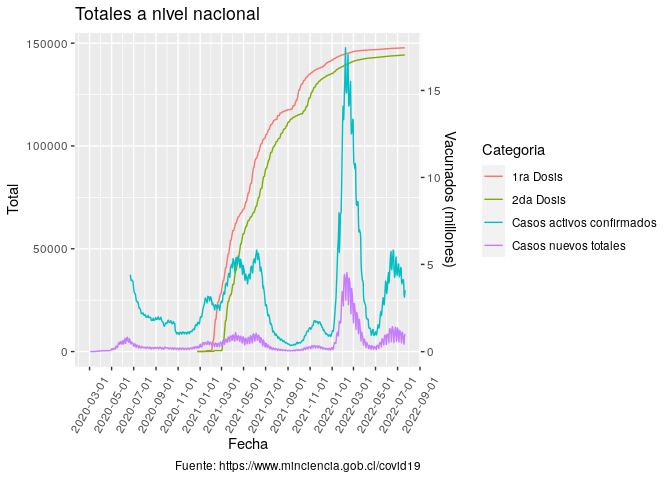 Totales a nivel nacional
150000
100000
50000
0
Total
15
10
5
0
Vacunados (millones)
2020-03-01
2020-05-01
2020-07-01
2020-09-01
2020-11-01
2021-01-01
2021-03-01
2021-05-01
2021-07-01
2021-09-01
2021-11-01
2022-01-01
2022-03-01
2022-05-01
2022-07-01
2022-09-01
Fecha
Categoria
1ra Dosis
2da Dosis
Casos activos confirmados
Casos nuevos totales
Fuente: https://www.minciencia.gob.cl/covid19